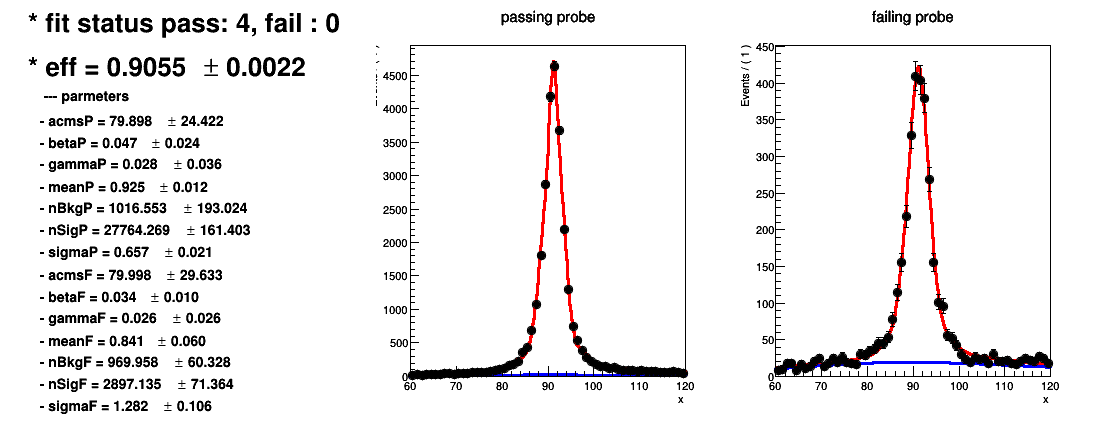 * fit status pass: 4, fail : 0
* eff = 0.9055 ± 0.0022
--- parmeters
- acmsP = 79.898 ± 24.422
- betaP = 0.047 ± 0.024
- gammaP = 0.028 ± 0.036
- meanP = 0.925 ± 0.012
- nBkgP = 1016.553 ± 193.024
- nSigP = 27764.269 ± 161.403
- sigmaP = 0.657 ± 0.021
- acmsF = 79.998 ± 29.633
- betaF = 0.034 ± 0.010
- gammaF = 0.026 ± 0.026
- meanF = 0.841 ± 0.060
- nBkgF = 969.958 ± 60.328
- nSigF = 2897.135 ± 71.364
- sigmaF = 1.282 ± 0.106
passing probe
4500
4000
3500
3000
2500
2000
1500
1000
500
0
60 70 80 90 100 110 120
x
failing probe
Events / ( 1 )
450
400
350
300
250
200
150
100
50
0
60 70 80 90 100 110 120
x